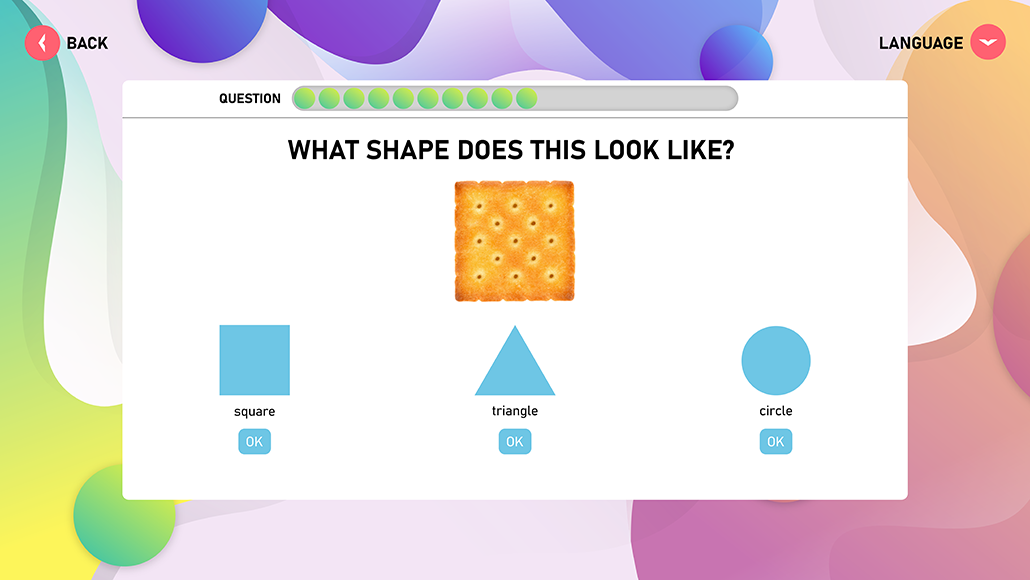 BACK
LANGUAGE
QUESTION
WHAT SHAPE DOES THIS LOOK LIKE?
square
triangle
circle
OK
OK
OK